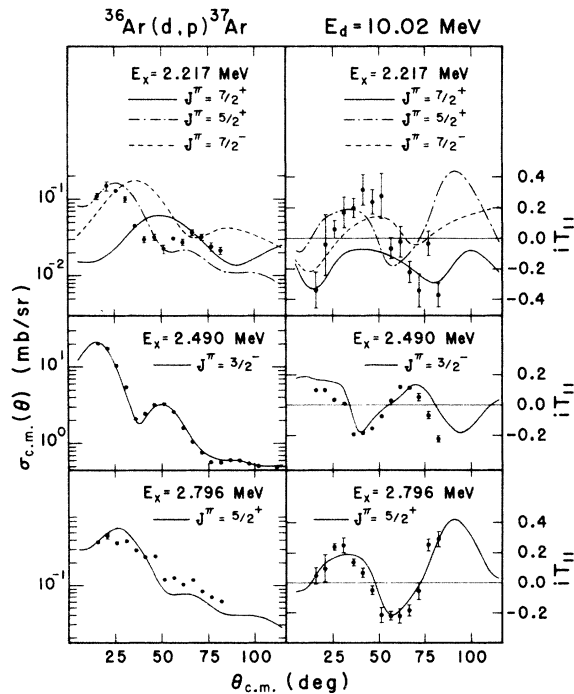 ³⁶Ar(d,p)³⁷Ar
E_d = 10.02 MeV
E_x = 2.217 MeV
J^π = 7/2⁺
J^π = 5/2⁺
J^π = 7/2⁻
10⁻¹
10⁻²
E_x = 2.217 MeV
J^π = 7/2⁺
J^π = 5/2⁺
J^π = 7/2⁻
0.4
0.2
0.0
-0.2
-0.4
iT₁₁
σ_c.m.(θ) (mb/sr)
E_x = 2.490 MeV
J^π = 3/2⁻
10¹
10⁰
E_x = 2.490 MeV
J^π = 3/2⁻
0.2
0.0
-0.2
iT₁₁
E_x = 2.796 MeV
J^π = 5/2⁺
10⁻¹
E_x = 2.796 MeV
J^π = 5/2⁺
0.4
0.2
0.0
-0.2
iT₁₁
0 25 50 75 100
0 25 50 75 100
θ_c.m. (deg)